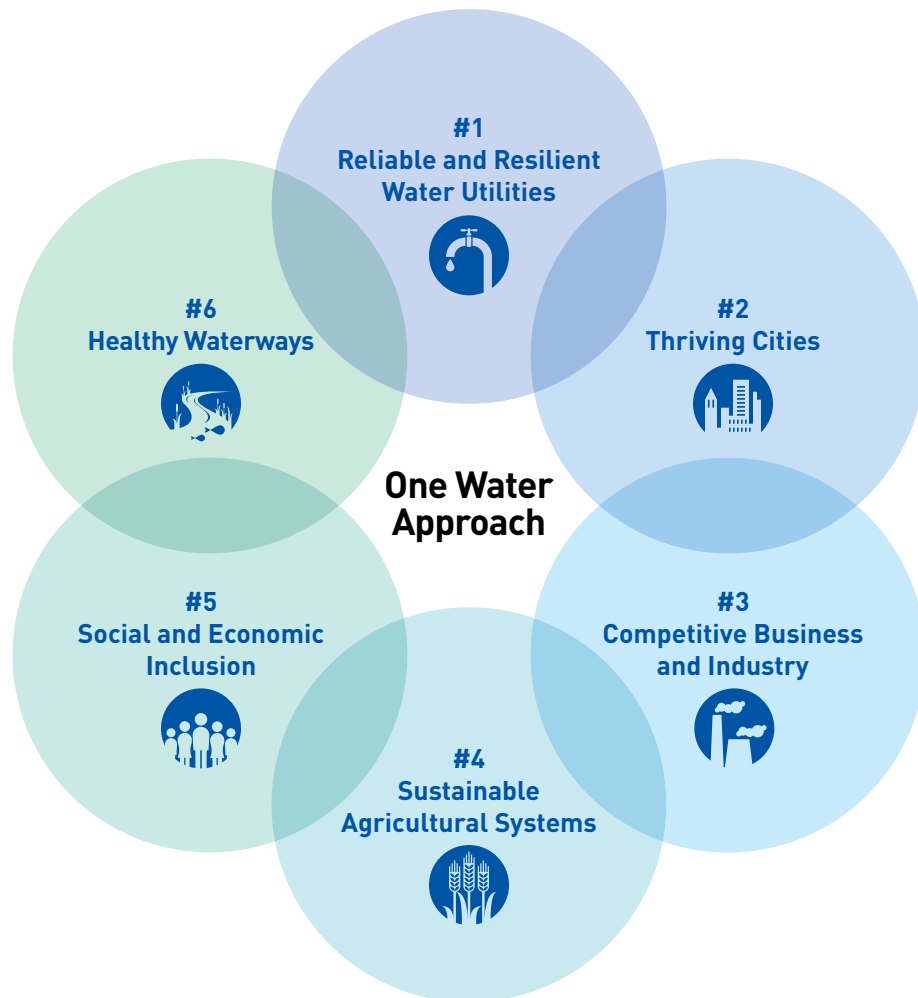 #1
Reliable and Resilient
Water Utilities
#2
Thriving Cities
#3
Competitive Business
and Industry
#4
Sustainable
Agricultural Systems
#5
Social and Economic
Inclusion
#6
Healthy Waterways
One Water
Approach